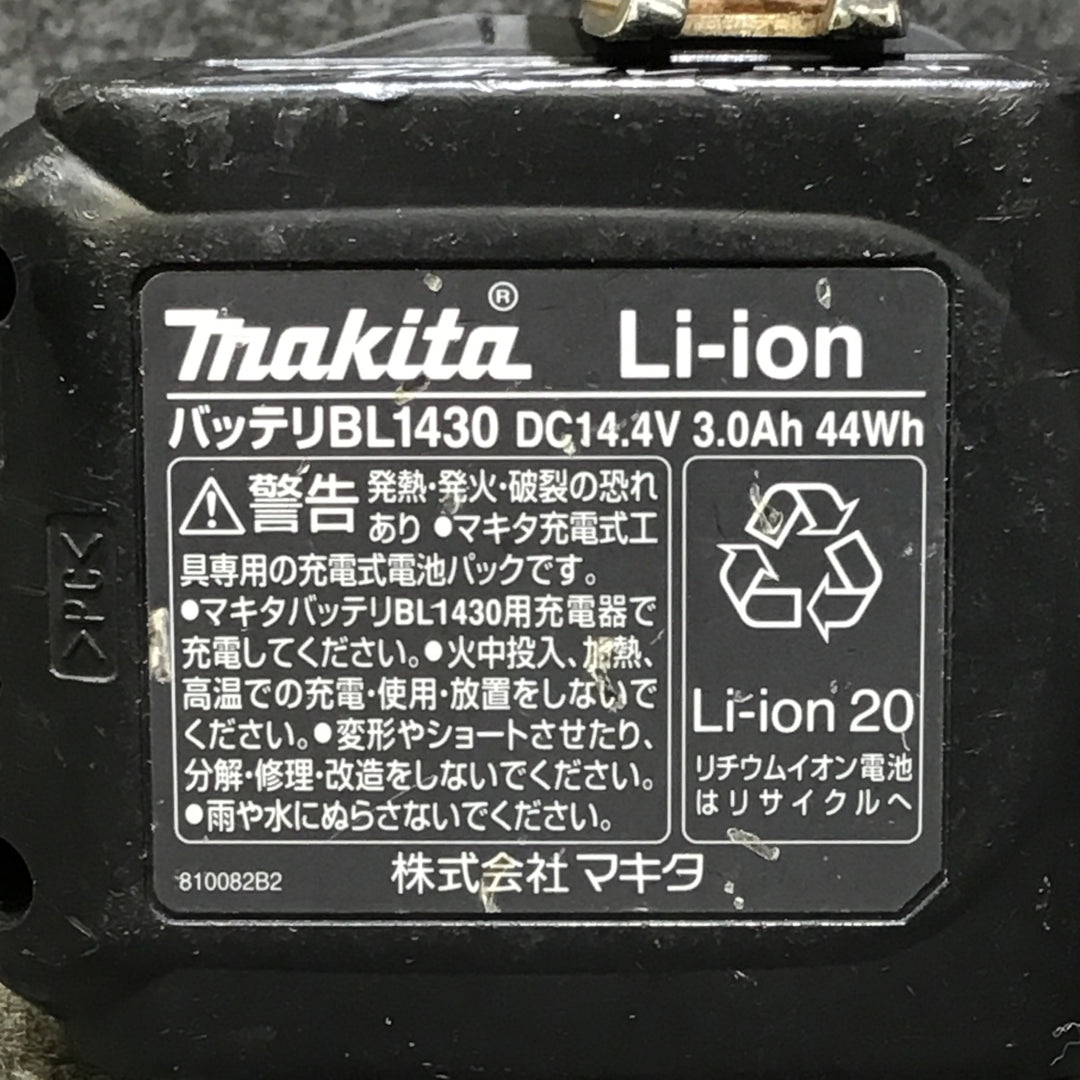 makita® Li-ion
バッテリBL1430 DC14.4V 3.0Ah 44Wh
警告 発熱・発火・破裂の恐れ
あり ●マキタ充電式工
具専用の充電式電池パックです。
●マキタバッテリBL1430用充電器で
充電してください。●火中投入、加熱、
高温での充電・使用・放置をしないで
ください。●変形やショートさせたり、
分解・修理・改造をしないでください。
●雨や水にぬらさないでください。
Li-ion 20
リチウムイオン電池
はリサイクルへ
810082B2 株式会社マキタ
>PC<